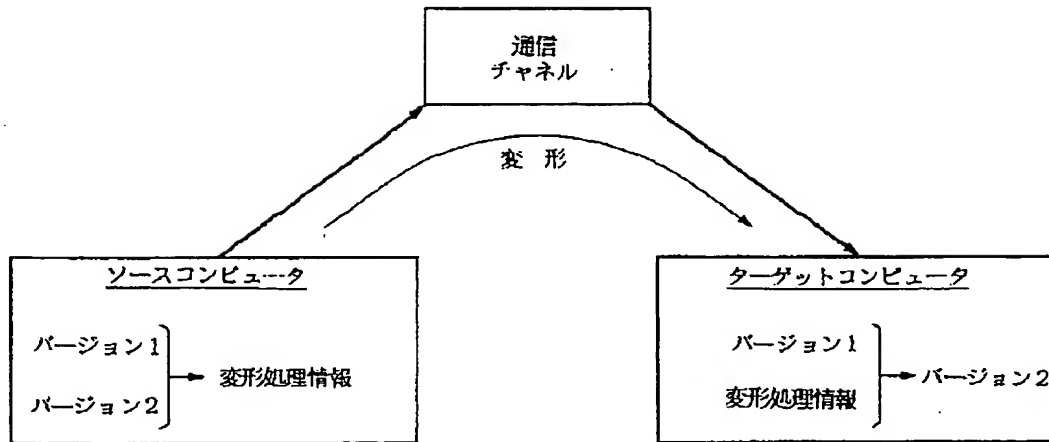 通信
チャネル
変 形
ソースコンピュータ
バージョン1
バージョン2
変形処理情報
ターゲットコンピュータ
バージョン1
変形処理情報
バージョン2